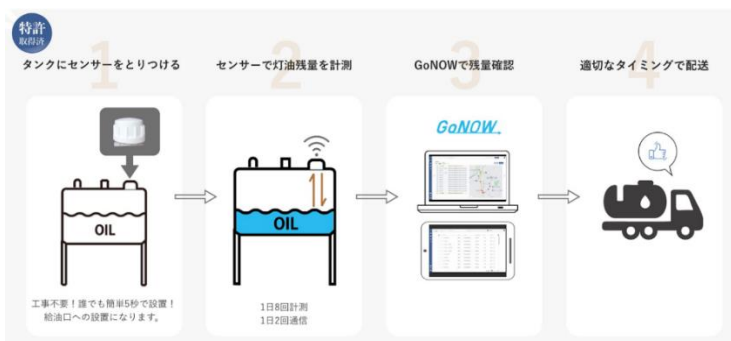 特許
取得済
1
タンクにセンサーをとりつける
OIL
工事不要！誰でも簡単5秒で設置！
給油口への設置になります。
2
センサーで灯油残量を計測
OIL
1日8回計測
1日2回通信
3
GoNOWで残量確認
GoNOW.
4
適切なタイミングで配送